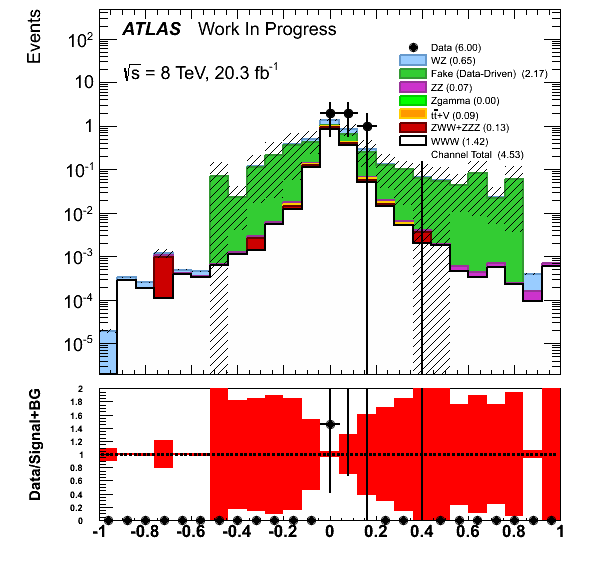 Events
ATLAS Work In Progress
√s = 8 TeV, 20.3 fb⁻¹
Data (6.00)
WZ (0.65)
Fake (Data-Driven) (2.17)
ZZ (0.07)
Zgamma (0.00)
tt̄+V (0.09)
ZWW+ZZZ (0.13)
WWW (1.42)
Channel Total (4.53)
10²
10
1
10⁻¹
10⁻²
10⁻³
10⁻⁴
10⁻⁵
Data/Signal+BG
2
1.8
1.6
1.4
1.2
1
0.8
0.6
0.4
0.2
0
-1 -0.8 -0.6 -0.4 -0.2 0 0.2 0.4 0.6 0.8 1